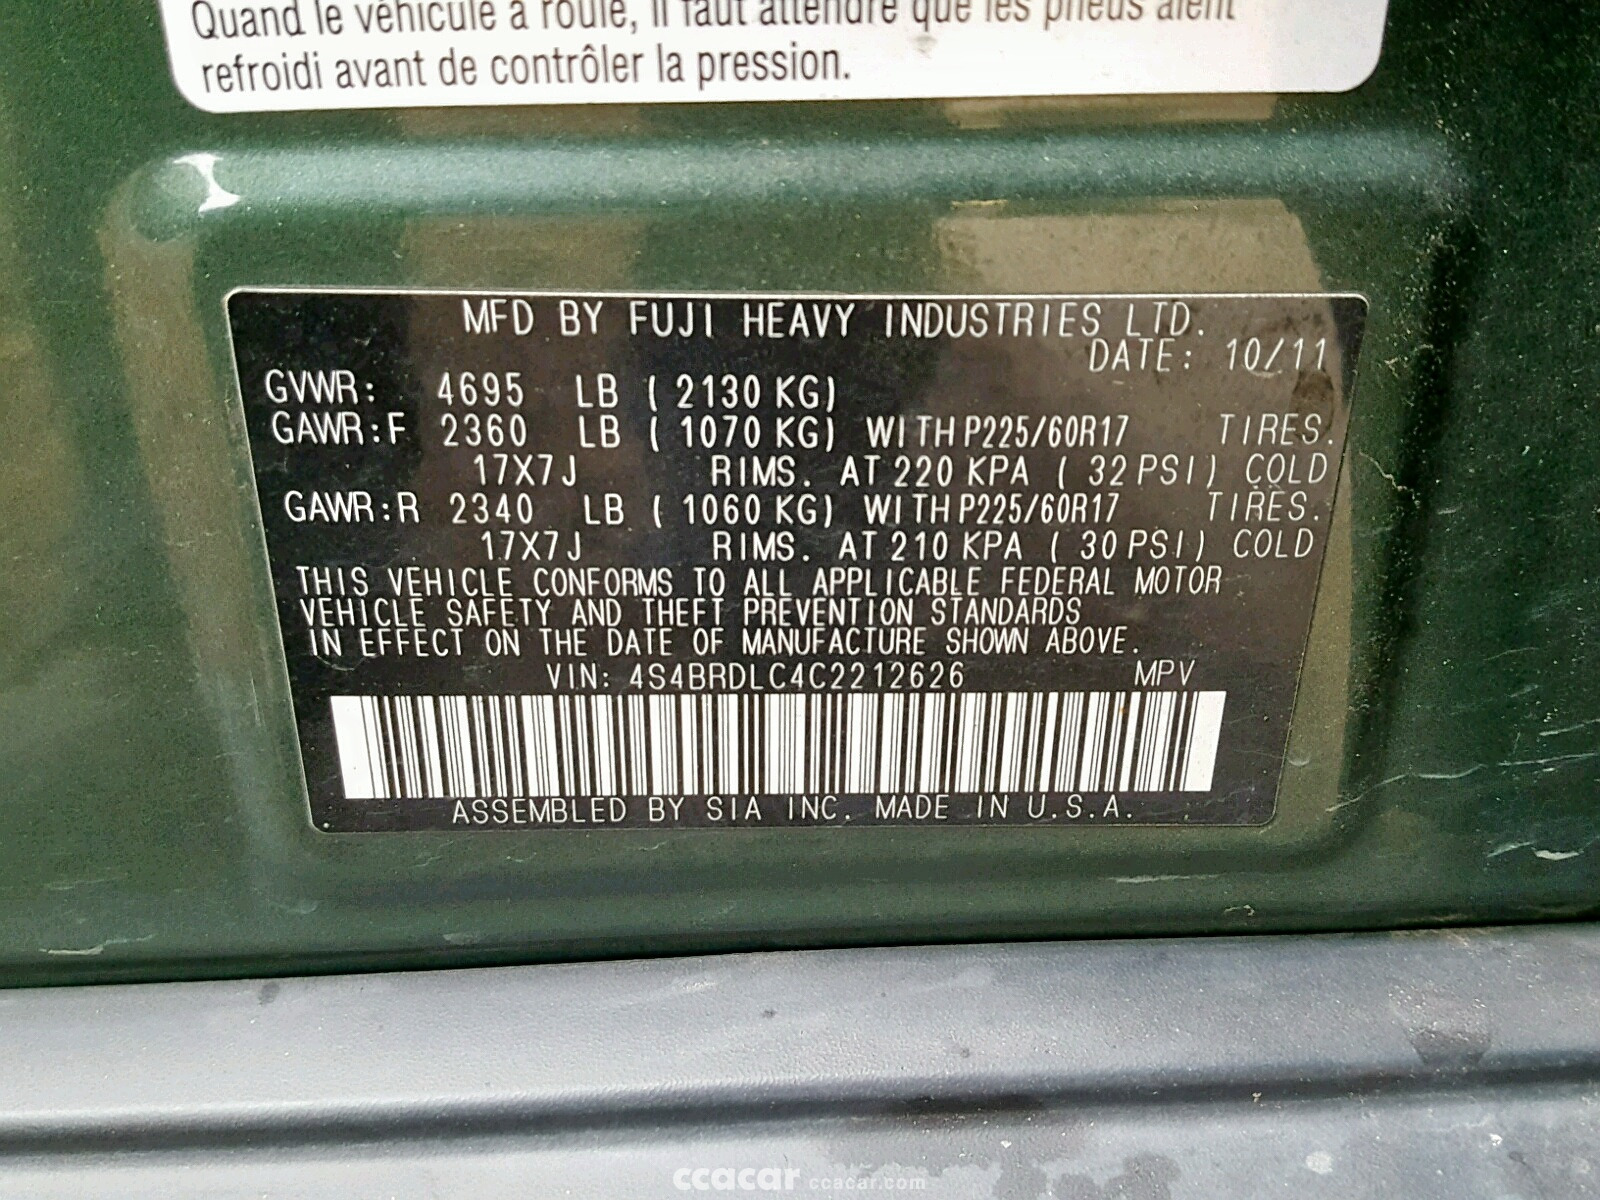 Quand le véhicule a roulé, il faut attendre que les pneus aient
refroidi avant de contrôler la pression.
MFD BY FUJI HEAVY INDUSTRIES LTD.
DATE: 10/11
GVWR: 4695 LB ( 2130 KG)
GAWR:F 2360 LB ( 1070 KG) WITH P225/60R17 TIRES.
17X7J RIMS. AT 220 KPA ( 32 PSI) COLD
GAWR:R 2340 LB ( 1060 KG) WITH P225/60R17 TIRES.
17X7J RIMS. AT 210 KPA ( 30 PSI) COLD
THIS VEHICLE CONFORMS TO ALL APPLICABLE FEDERAL MOTOR
VEHICLE SAFETY AND THEFT PREVENTION STANDARDS
IN EFFECT ON THE DATE OF MANUFACTURE SHOWN ABOVE.
VIN: 4S4BRDLC4C2212626 MPV
ASSEMBLED BY SIA INC. MADE IN U.S.A.
ccacar ccacar.com